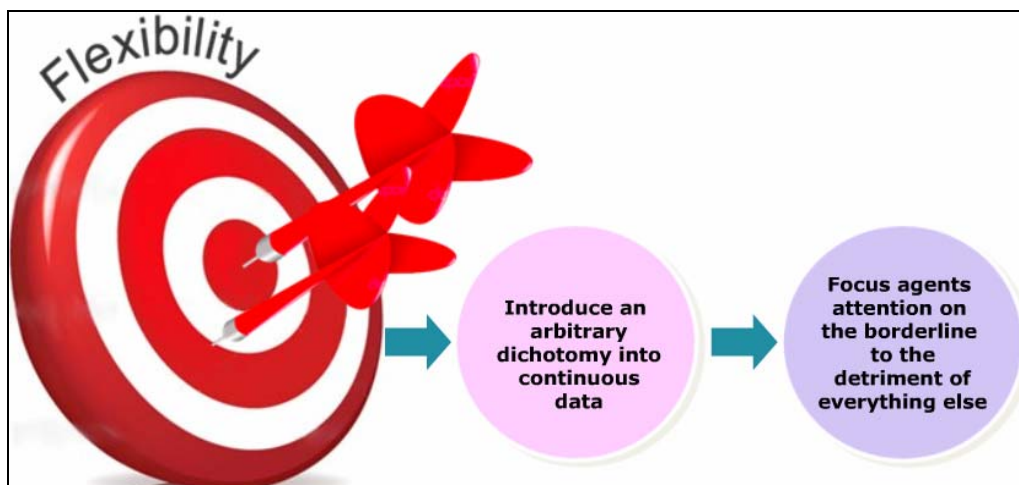 Flexibility
Introduce an
arbitrary
dichotomy into
continuous
data
Focus agents
attention on
the borderline
to the
detriment of
everything else